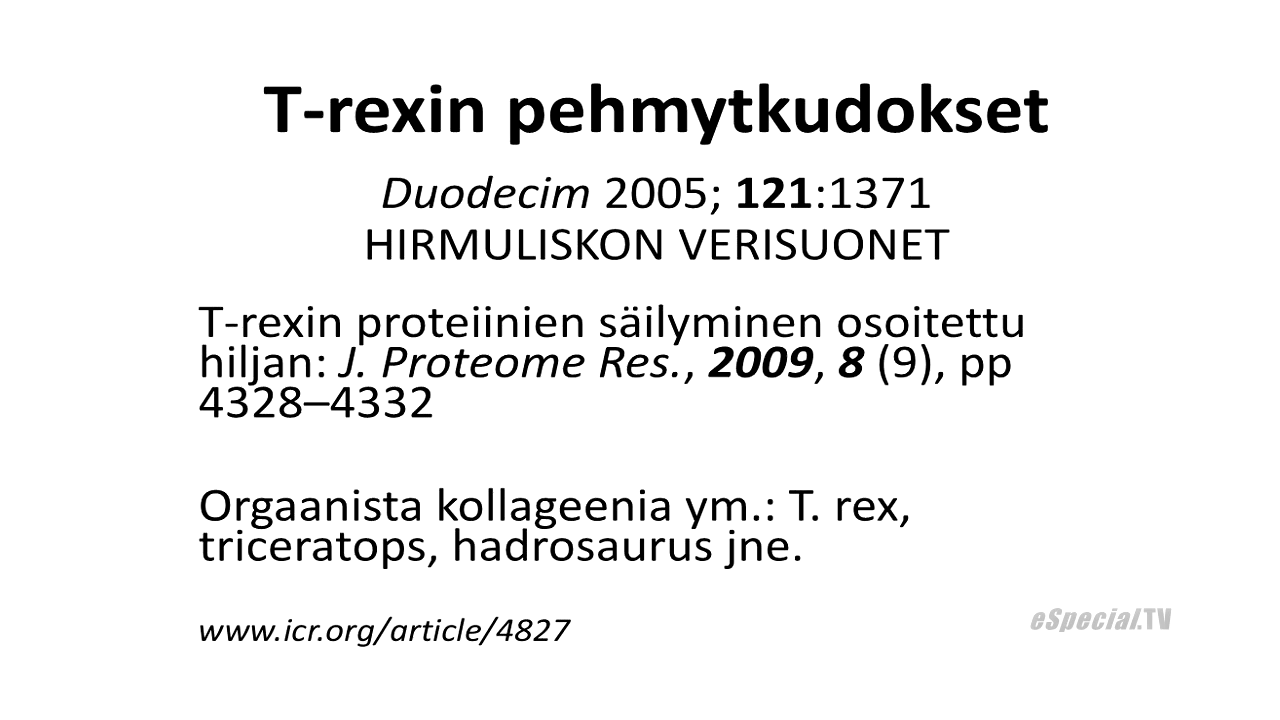 T-rexin pehmytkudokset
Duodecim 2005; 121:1371
HIRMULISKON VERISUONET
T-rexin proteiinien säilyminen osoitettu
hiljan: J. Proteome Res., 2009, 8 (9), pp
4328–4332
Orgaanista kollageenia ym.: T. rex,
triceratops, hadrosaurus jne.
www.icr.org/article/4827
eSpecial.TV